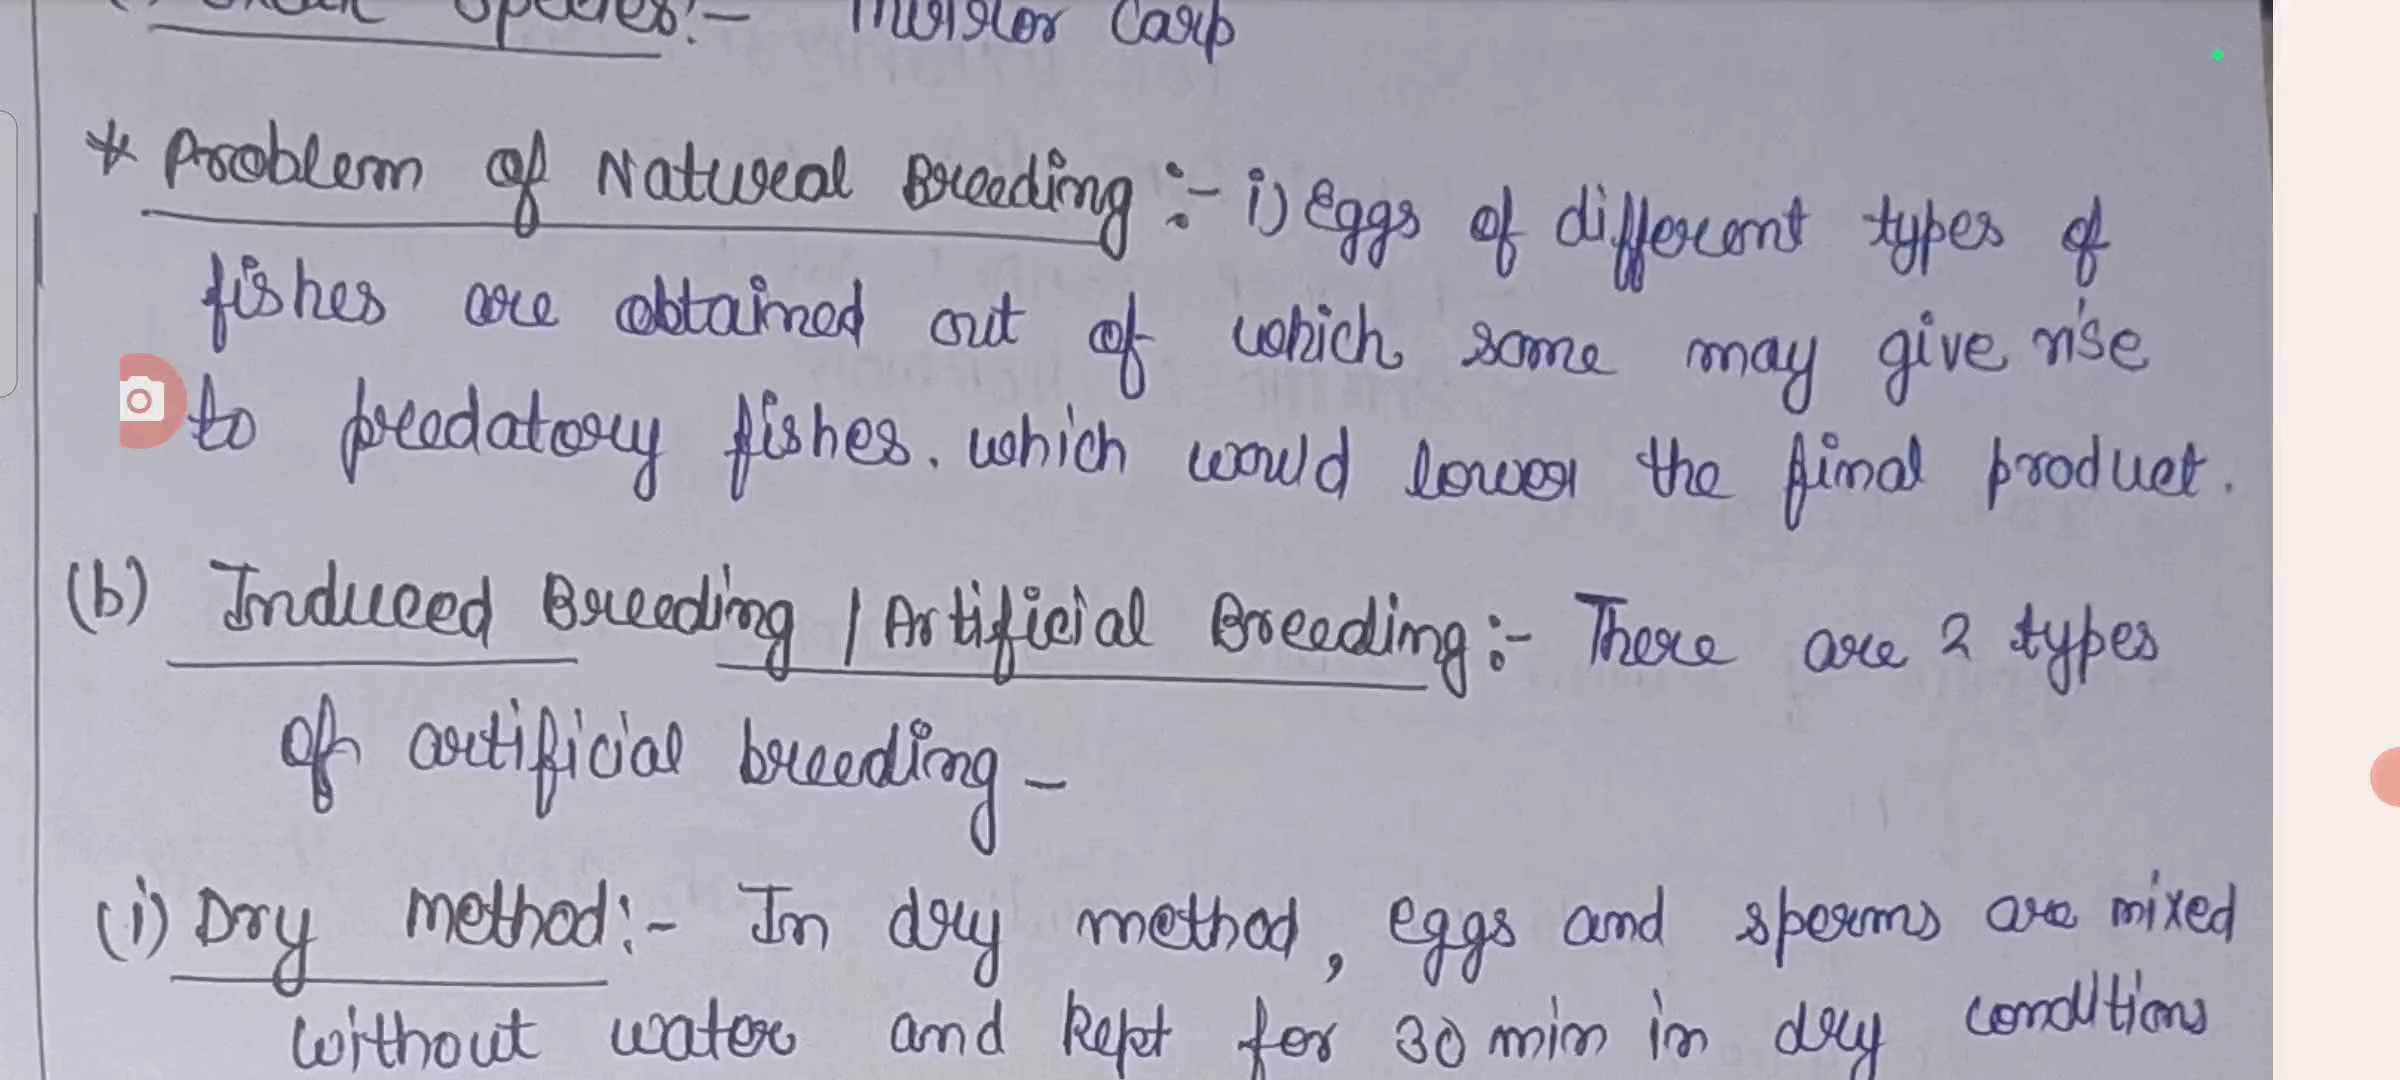 Species:- Mirror Carp
* Problem of Natural Breeding :- i) Eggs of different types of
fishes are obtained out of which some may give rise
to predatory fishes. which would lower the final product.
(b) Induced Breeding / Artificial Breeding :- There are 2 types
of artificial breeding -
(i) Dry method :- In dry method, eggs and sperms are mixed
without water and kept for 30 min in dry conditions